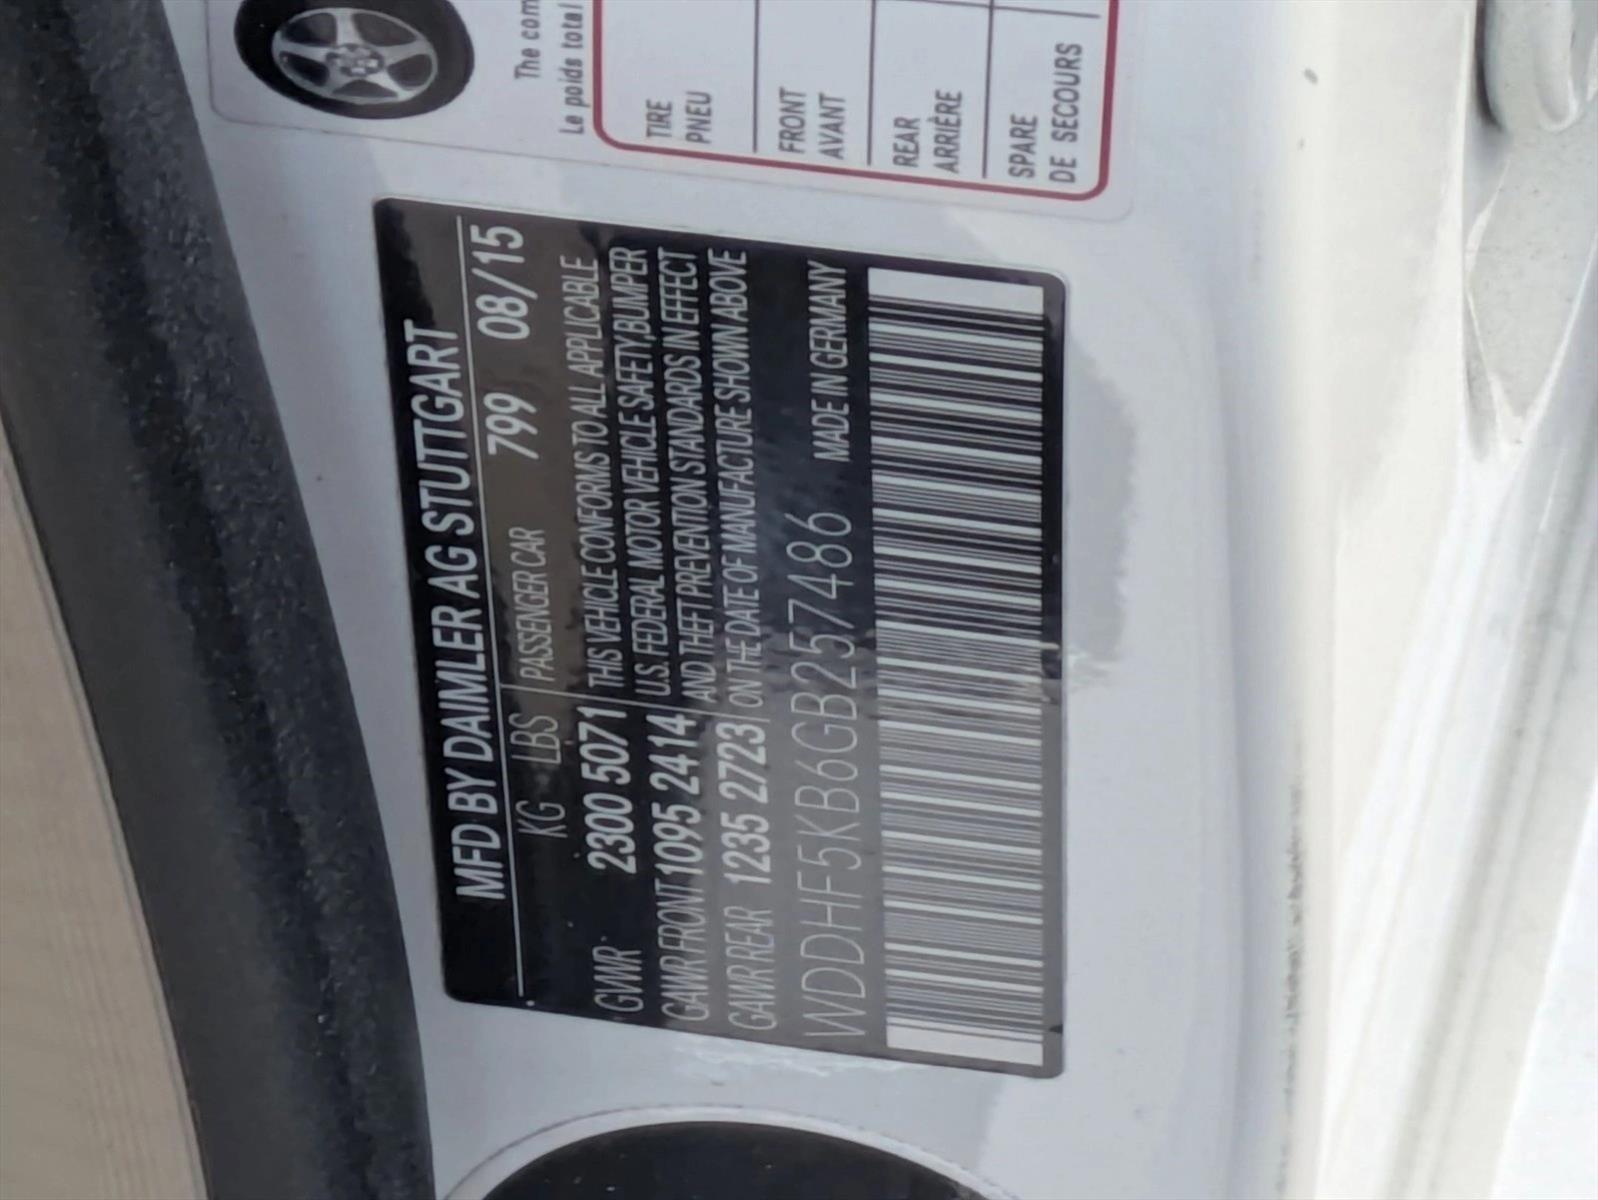 MFD BY DAIMLER AG STUTTGART
KG LBS PASSENGER CAR 799 08/15
GVWR 2300 5071 THIS VEHICLE CONFORMS TO ALL APPLICABLE
GAWR FRONT 1095 2414 U.S. FEDERAL MOTOR VEHICLE SAFETY,BUMPER
AND THEFT PREVENTION STANDARDS IN EFFECT
GAWR REAR 1235 2723 ON THE DATE OF MANUFACTURE SHOWN ABOVE
WDDHF5KB6GB257486 MADE IN GERMANY
The com
Le poids total
TIRE
PNEU
FRONT
AVANT
REAR
ARRIÈRE
SPARE
DE SECOURS